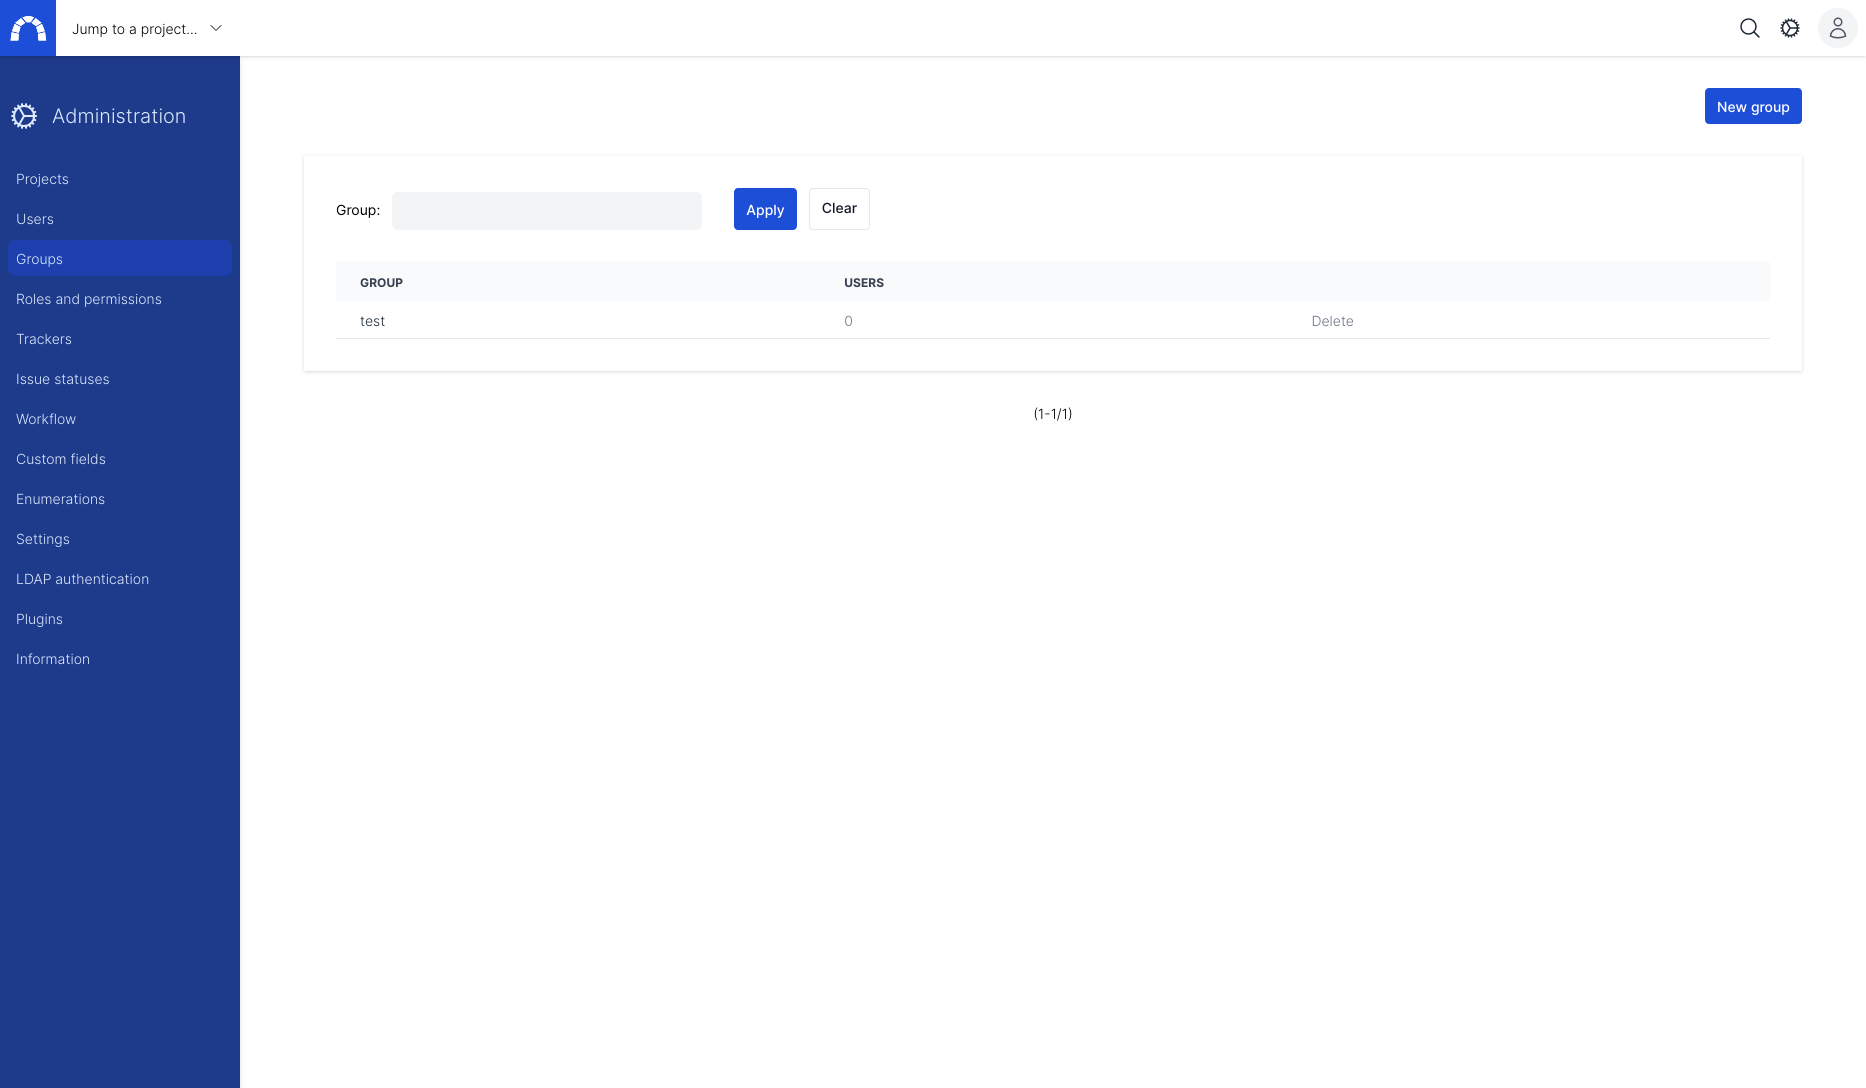 Jump to a project...
Administration
Projects
Users
Groups
Roles and permissions
Trackers
Issue statuses
Workflow
Custom fields
Enumerations
Settings
LDAP authentication
Plugins
Information
New group
Group: Apply Clear
GROUP USERS
test 0 Delete
(1-1/1)